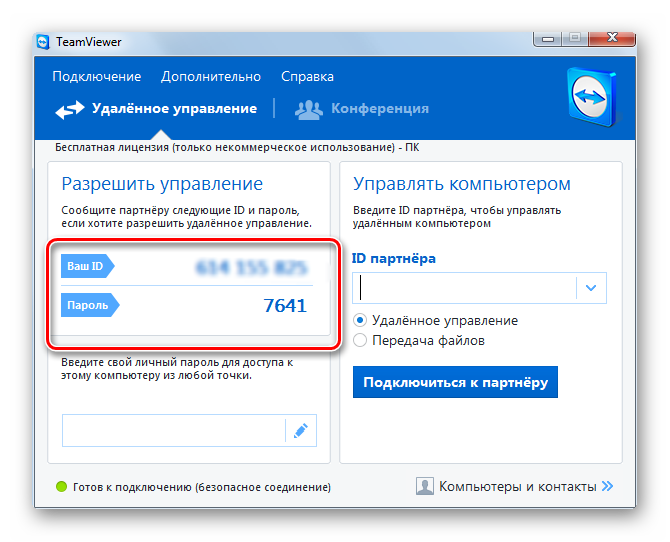 TeamViewer
Подключение Дополнительно Справка
Удалённое управление Конференция
Бесплатная лицензия (только некоммерческое использование) - ПК
Разрешить управление
Сообщите партнёру следующие ID и пароль,
если хотите разрешить удалённое управление.
Ваш ID
Пароль 7641
Введите свой личный пароль для доступа к
этому компьютеру из любой точки.
Управлять компьютером
Введите ID партнёра, чтобы управлять
удалённым компьютером
ID партнёра
Удалённое управление
Передача файлов
Подключиться к партнёру
Готов к подключению (безопасное соединение)
Компьютеры и контакты